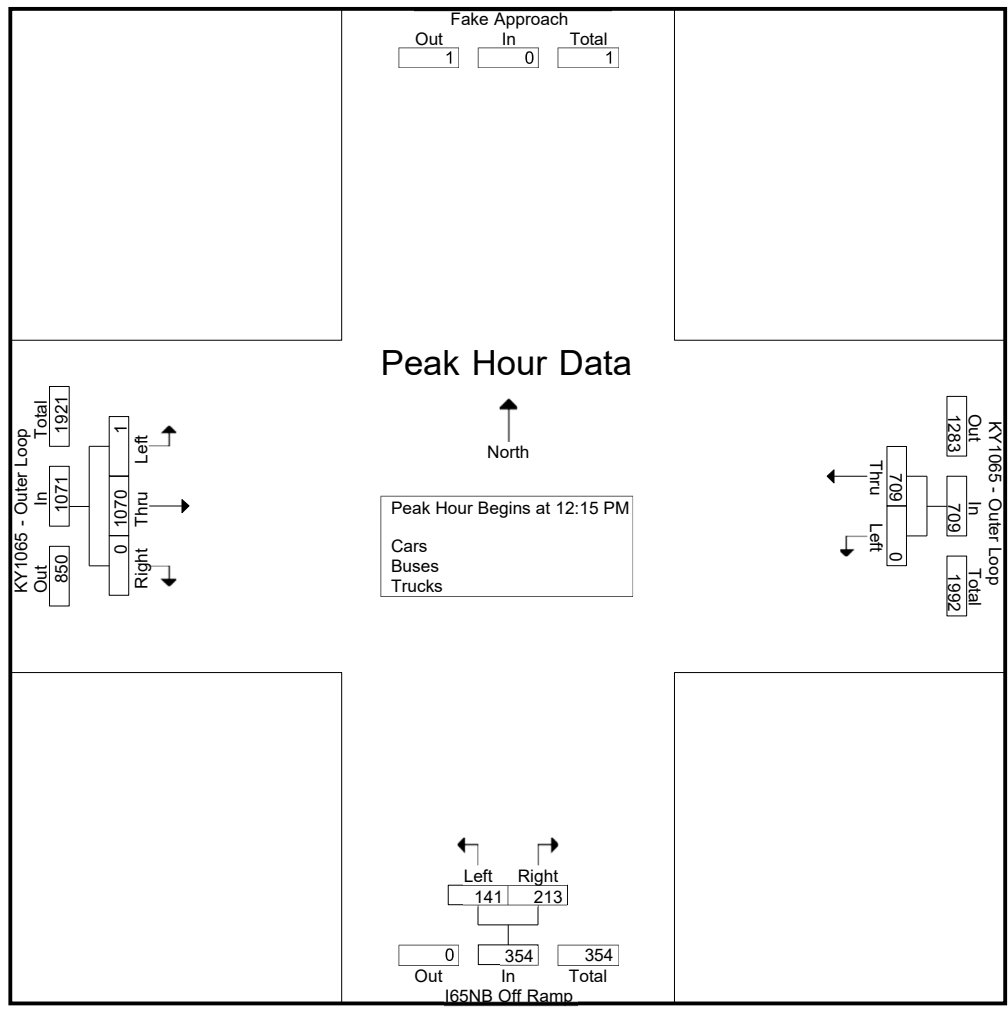 Fake Approach
Out In Total
1 0 1
Peak Hour Data
North
Peak Hour Begins at 12:15 PM
Cars
Buses
Trucks
KY1065 - Outer Loop
Out In Total
850 1071 1921
0 1070 1
Right Thru Left
KY1065 - Outer Loop
Out In Total
1283 709 1992
709 0
Thru Left
Left Right
141 213
0 354 354
Out In Total
I65NB Off Ramp